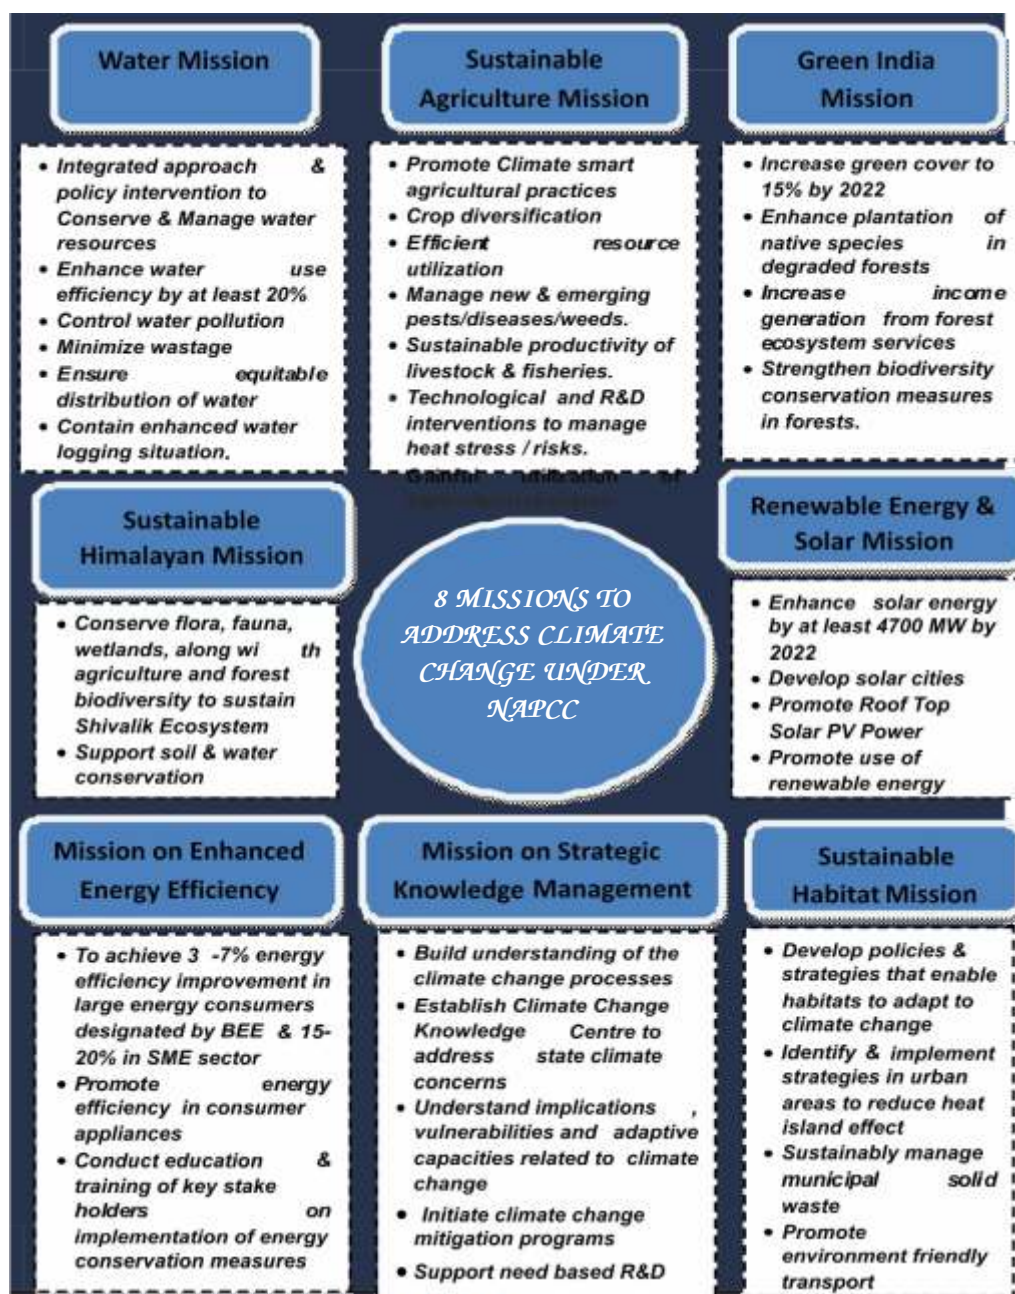 Water Mission
Integrated approach &
policy intervention to
Conserve & Manage water
resources
Enhance water use
efficiency by at least 20%
Control water pollution
Minimize wastage
Ensure equitable
distribution of water
Contain enhanced water
logging situation.
Sustainable
Agriculture Mission
Promote Climate smart
agricultural practices
Crop diversification
Efficient resource
utilization
Manage new & emerging
pests/diseases/weeds.
Sustainable productivity of
livestock & fisheries.
Technological and R&D
interventions to manage
heat stress / risks.
Gainful utilization of
Green India
Mission
Increase green cover to
15% by 2022
Enhance plantation of
native species in
degraded forests
Increase income
generation from forest
ecosystem services
Strengthen biodiversity
conservation measures
in forests.
Sustainable
Himalayan Mission
Conserve flora, fauna,
wetlands, along wi th
agriculture and forest
biodiversity to sustain
Shivalik Ecosystem
Support soil & water
conservation
8 MISSIONS TO
ADDRESS CLIMATE
CHANGE UNDER
NAPCC
Renewable Energy &
Solar Mission
Enhance solar energy
by at least 4700 MW by
2022
Develop solar cities
Promote Roof Top
Solar PV Power
Promote use of
renewable energy
Mission on Enhanced
Energy Efficiency
To achieve 3 -7% energy
efficiency improvement in
large energy consumers
designated by BEE & 15-
20% in SME sector
Promote energy
efficiency in consumer
appliances
Conduct education &
training of key stake
holders on
implementation of energy
conservation measures
Mission on Strategic
Knowledge Management
Build understanding of the
climate change processes
Establish Climate Change
Knowledge Centre to
address state climate
concerns
Understand implications ,
vulnerabilities and adaptive
capacities related to climate
change
Initiate climate change
mitigation programs
Support need based R&D
Sustainable
Habitat Mission
Develop policies &
strategies that enable
habitats to adapt to
climate change
Identify & implement
strategies in urban
areas to reduce heat
island effect
Sustainably manage
municipal solid
waste
Promote
environment friendly
transport